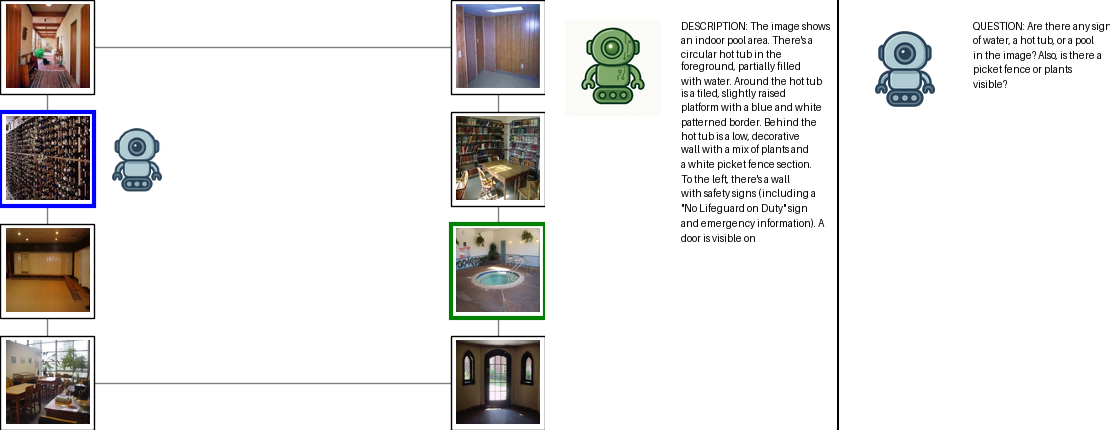 DESCRIPTION: The image shows
an indoor pool area. There's a
circular hot tub in the
foreground, partially filled
with water. Around the hot tub
is a tiled, slightly raised
platform with a blue and white
patterned border. Behind the
hot tub is a low, decorative
wall with a mix of plants and
a white picket fence section.
To the left, there's a wall
with safety signs (including a
"No Lifeguard on Duty" sign
and emergency information). A
door is visible on
QUESTION: Are there any sign
of water, a hot tub, or a pool
in the image? Also, is there a
picket fence or plants
visible?